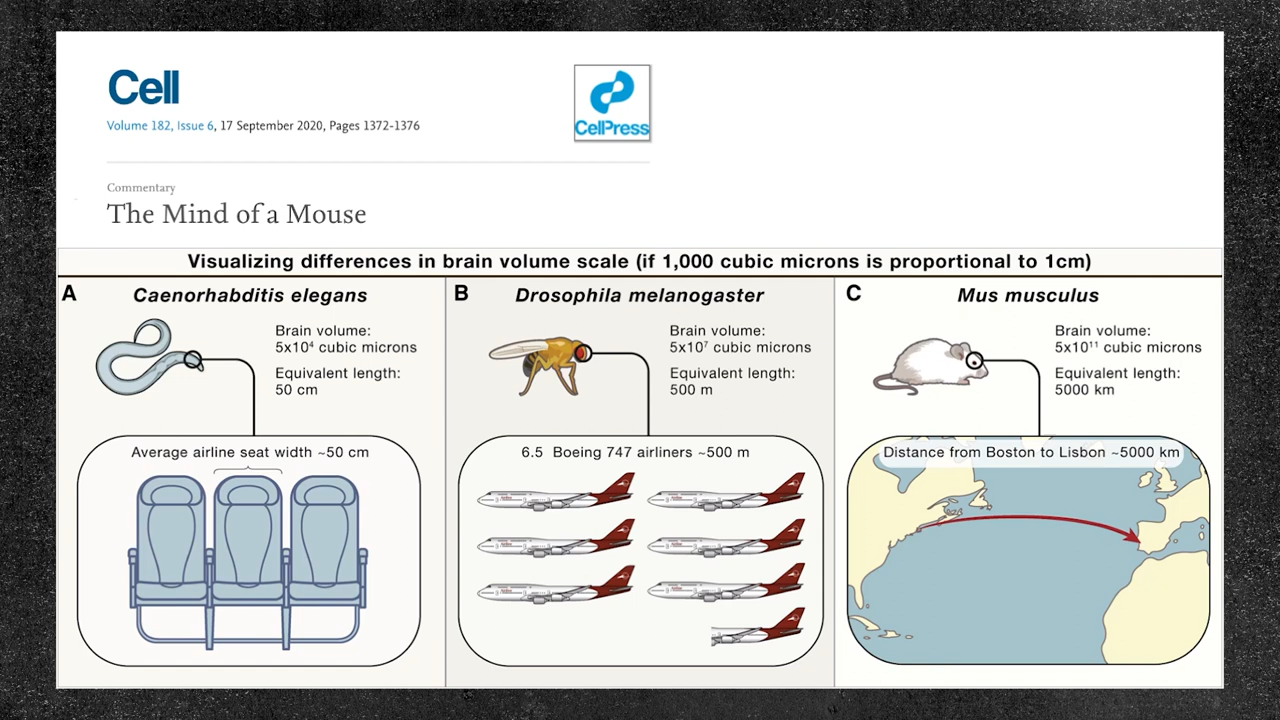 Cell
Volume 182, Issue 6, 17 September 2020, Pages 1372-1376
CellPress
Commentary
The Mind of a Mouse
Visualizing differences in brain volume scale (if 1,000 cubic microns is proportional to 1cm)
A
Caenorhabditis elegans
Brain volume:
5x10⁴ cubic microns
Equivalent length:
50 cm
Average airline seat width ~50 cm
B
Drosophila melanogaster
Brain volume:
5x10⁷ cubic microns
Equivalent length:
500 m
6.5 Boeing 747 airliners ~500 m
C
Mus musculus
Brain volume:
5x10¹¹ cubic microns
Equivalent length:
5000 km
Distance from Boston to Lisbon ~5000 km